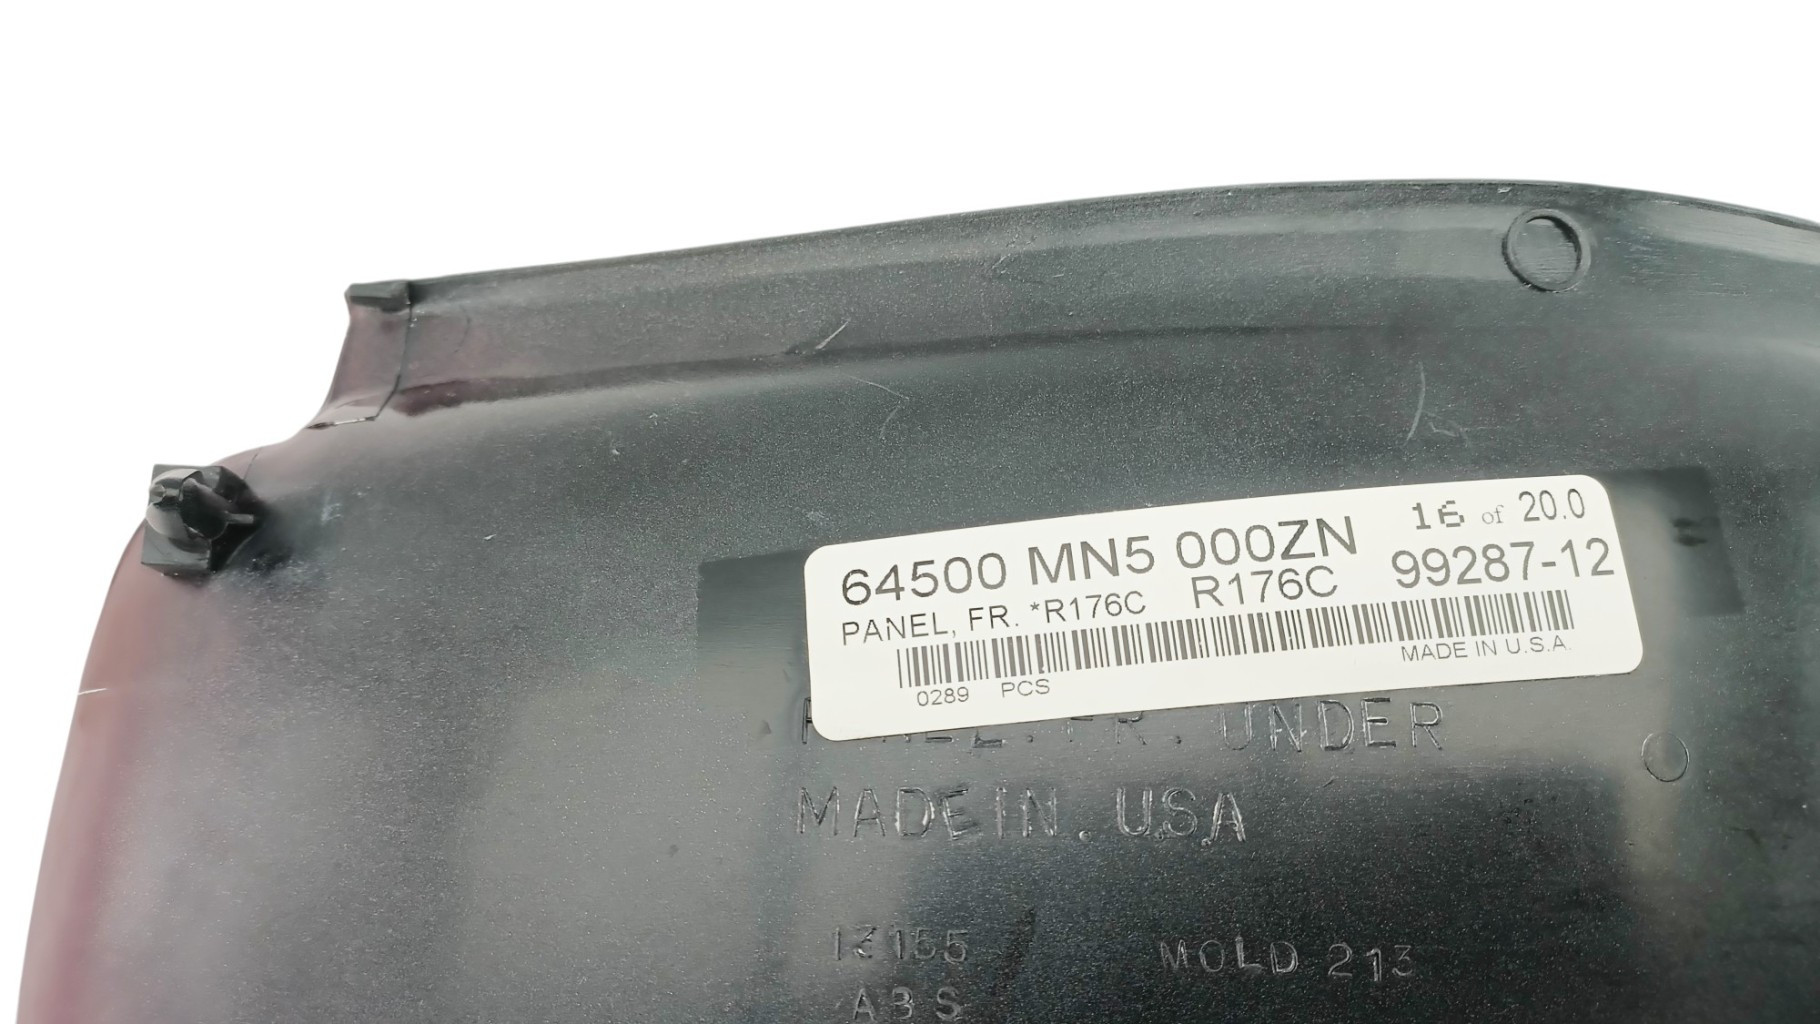 64500 MN5 000ZN 16 of 20.0
PANEL, FR. *R176C R176C 99287-12
0289 PCS MADE IN U.S.A.
FR. UNDER
MADE IN. USA
MOLD 213
ABS